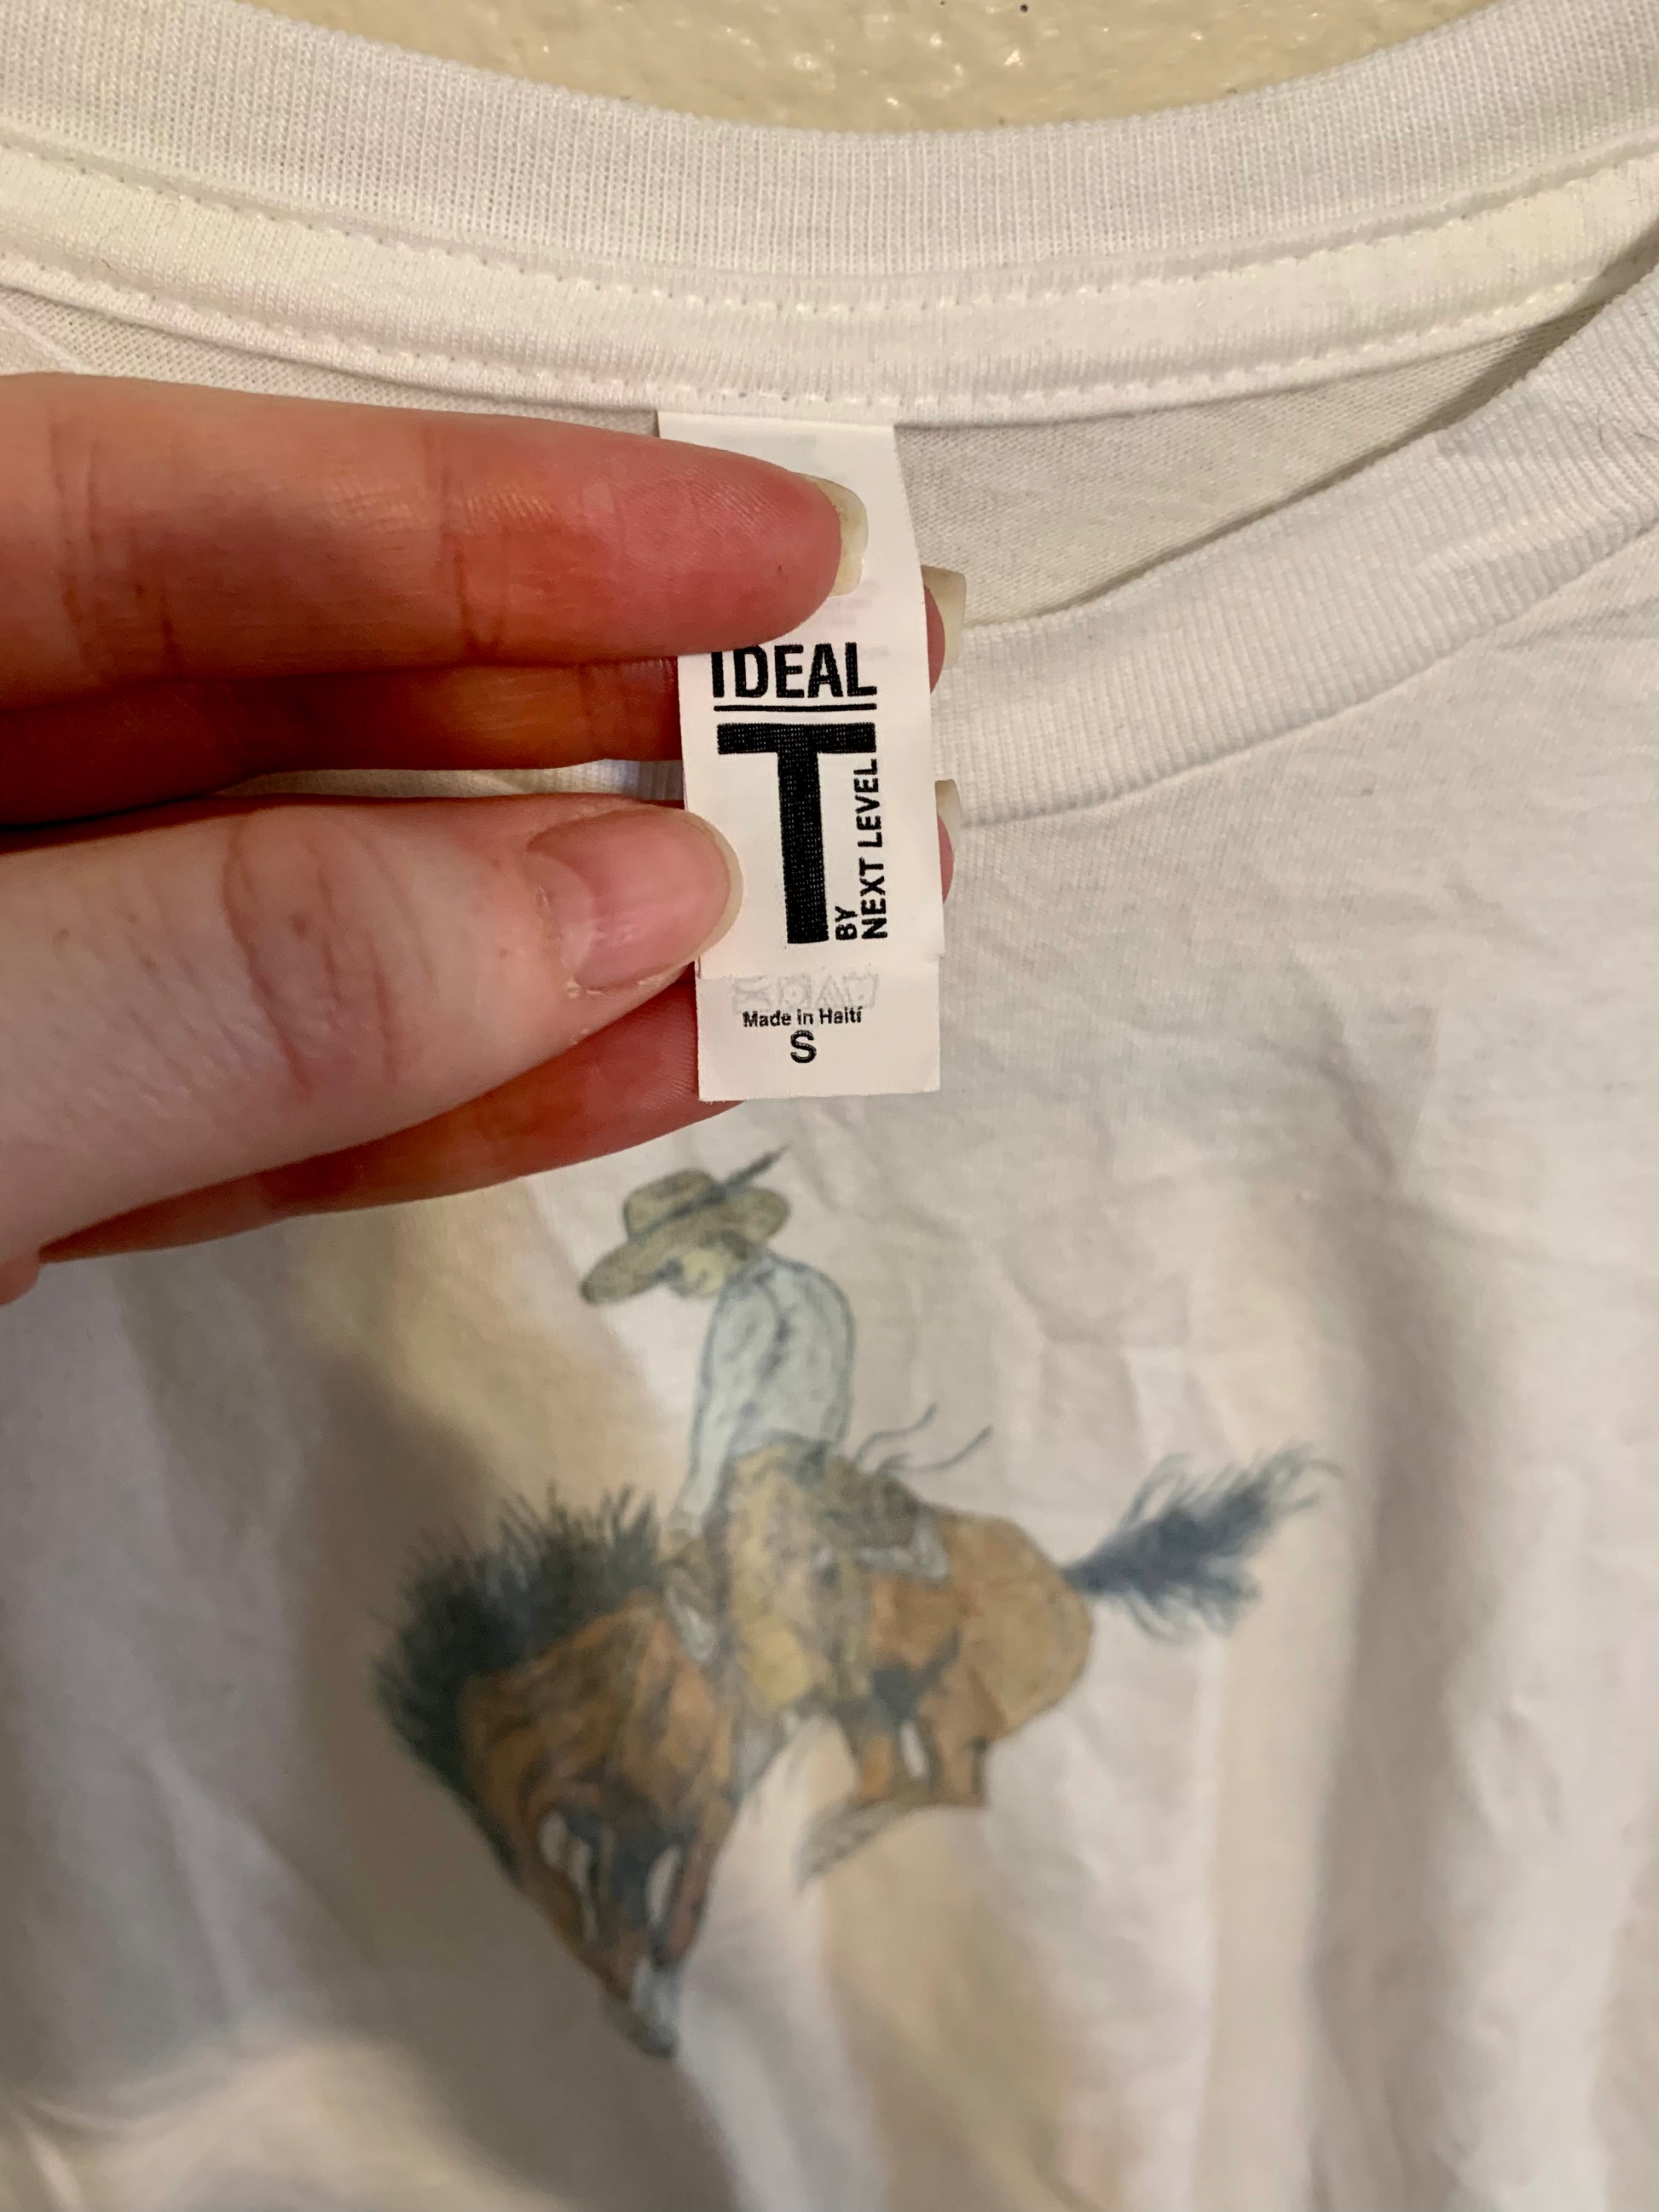 IDEAL
T
BY
NEXT LEVEL
Made in Haiti
S